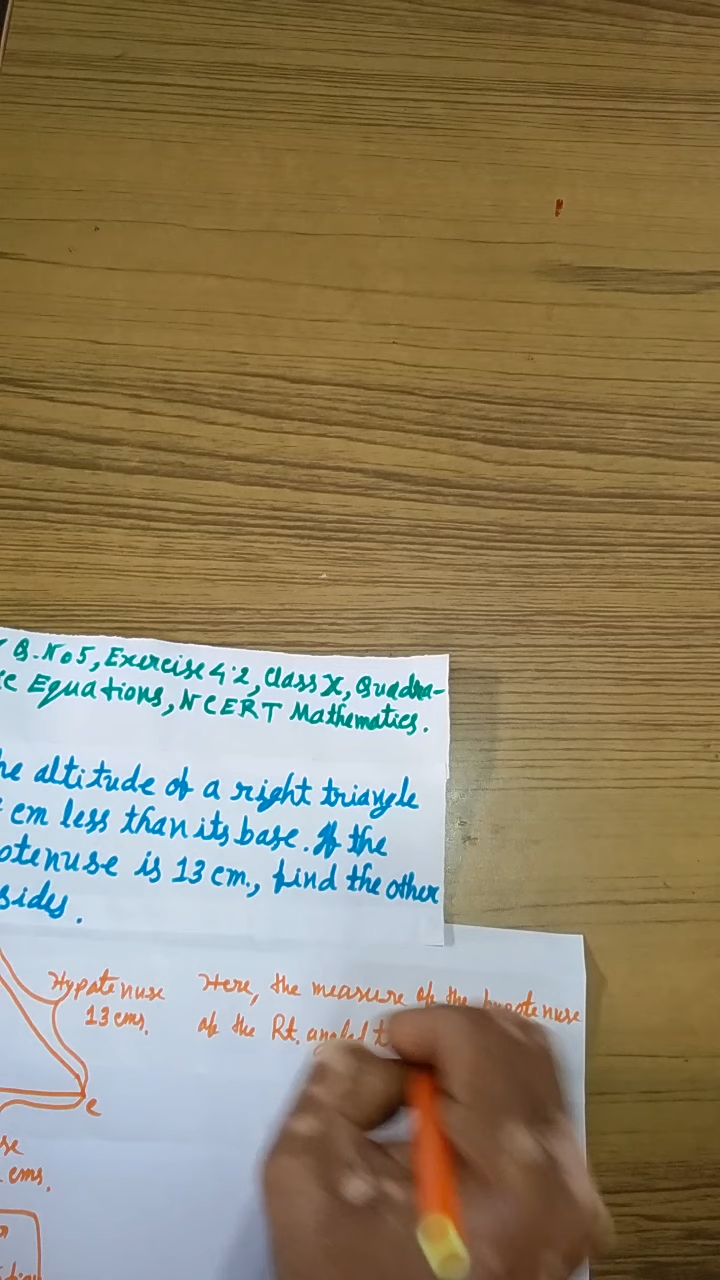 Q.No 5, Exercise 4.2, Class X, Quadra-
Equations, NCERT Mathematics.
altitude of a right triangle
cm less than its base. If the
is 13 cm., find the other
sides.
Hypotenuse
13 cms.
Here, the measure of the hypotenuse
of the Rt. angled
c
cms.